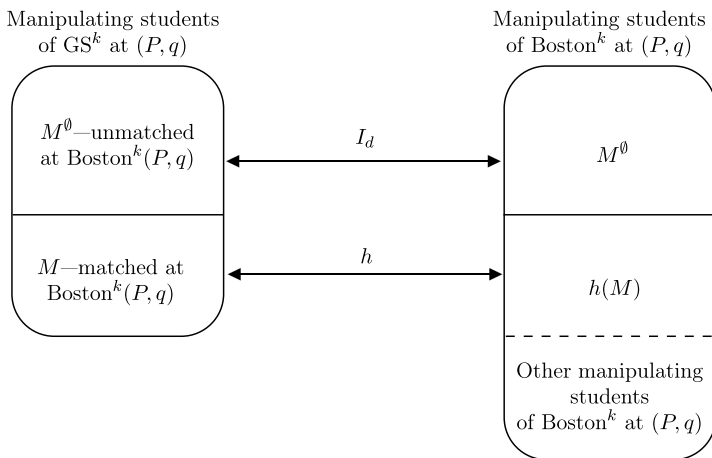 Manipulating students
of GS^k at (P, q)
Manipulating students
of Boston^k at (P, q)
M^∅—unmatched
at Boston^k(P, q)
I_d
M^∅
M—matched at
Boston^k(P, q)
h
h(M)
Other manipulating
students
of Boston^k at (P, q)